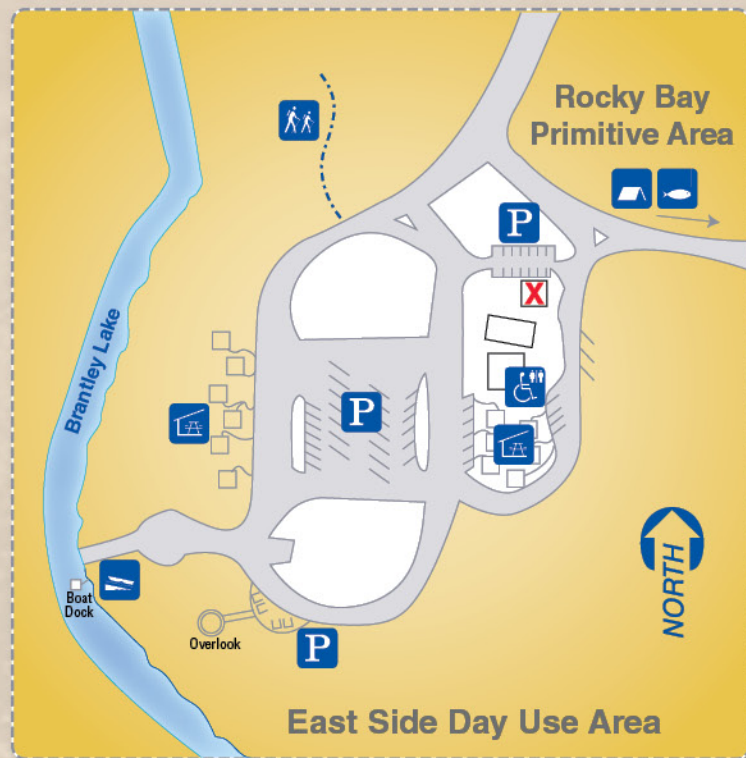 Rocky Bay
Primitive Area
P
X
Brantley Lake
P
NORTH
Boat
Dock
Overlook
P
East Side Day Use Area